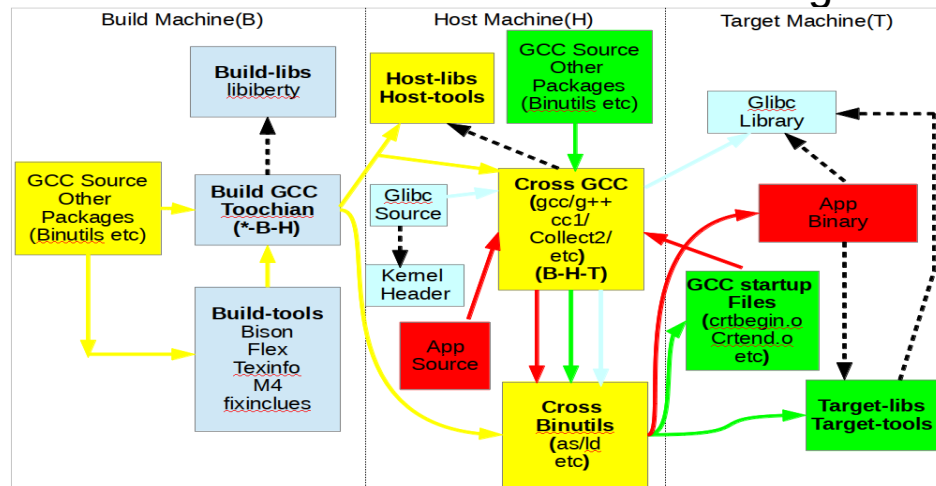 Build Machine(B)
Host Machine(H)
Target Machine(T)
Build-libs
libiberty
GCC Source
Other
Packages
(Binutils etc)
Build GCC
Toochian
(*-B-H)
Build-tools
Bison
Flex
Texinfo
M4
fixinclues
Host-libs
Host-tools
GCC Source
Other
Packages
(Binutils etc)
Glibc
Source
Kernel
Header
App
Source
Cross GCC
(gcc/g++
cc1/
Collect2/
etc)
(B-H-T)
Cross
Binutils
(as/ld
etc)
Glibc
Library
App
Binary
GCC startup
Files
(crtbegin.o
Crtend.o
etc)
Target-libs
Target-tools